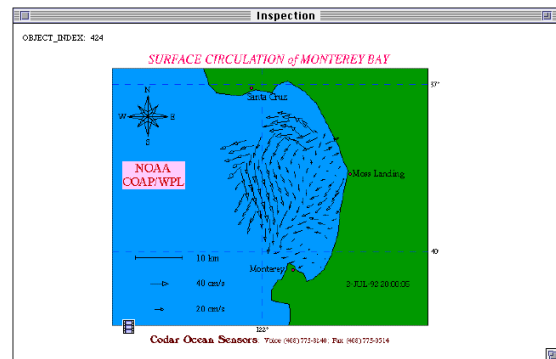 Inspection
OBJECT_INDEX: 424
SURFACE CIRCULATION of MONTEREY BAY
N
W E
S
Santa Cruz
37°
NOAA
COAP/WPL
Moss Landing
10 km
40'
Monterey
40 cm/s
20 cm/s
122°
Codar Ocean Sensors